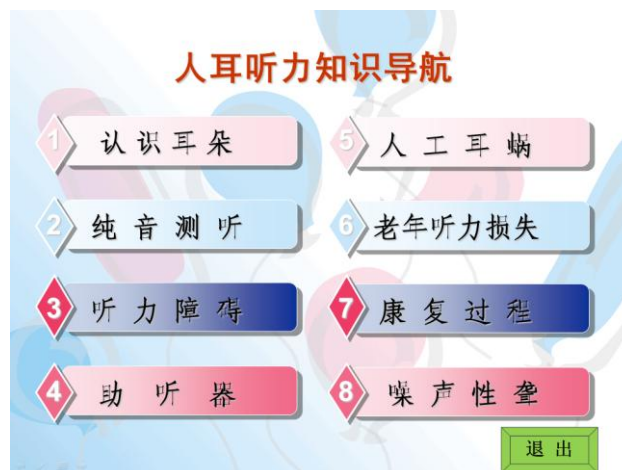 人耳听力知识导航
1 认识耳朵
2 纯音测听
3 听力障碍
4 助听器
5 人工耳蜗
6 老年听力损失
7 康复过程
8 噪声性聋
退出